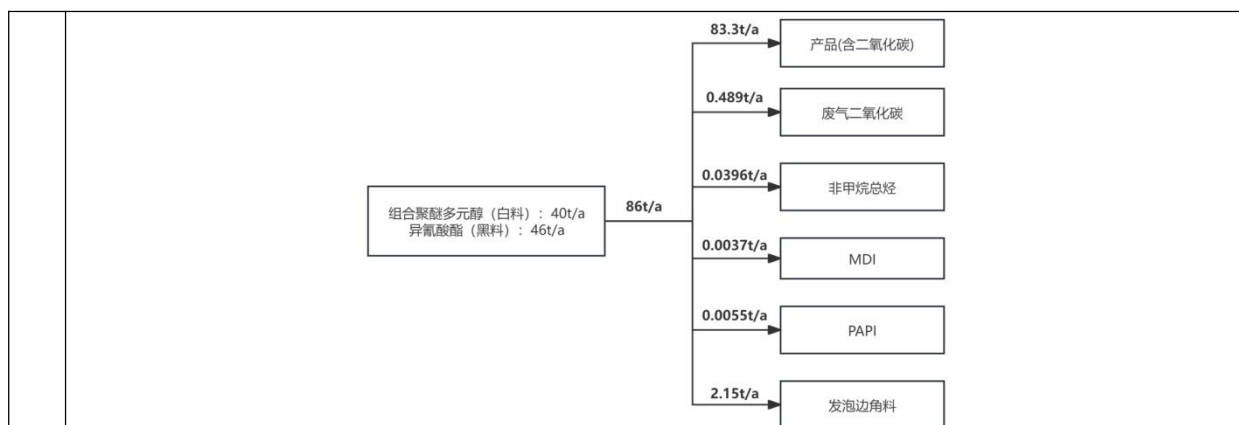 83.3t/a
产品(含二氧化碳)
0.489t/a
废气二氧化碳
0.0396t/a
非甲烷总烃
组合聚醚多元醇（白料）：40t/a
异氰酸酯（黑料）：46t/a
86t/a
0.0037t/a
MDI
0.0055t/a
PAPI
2.15t/a
发泡边角料